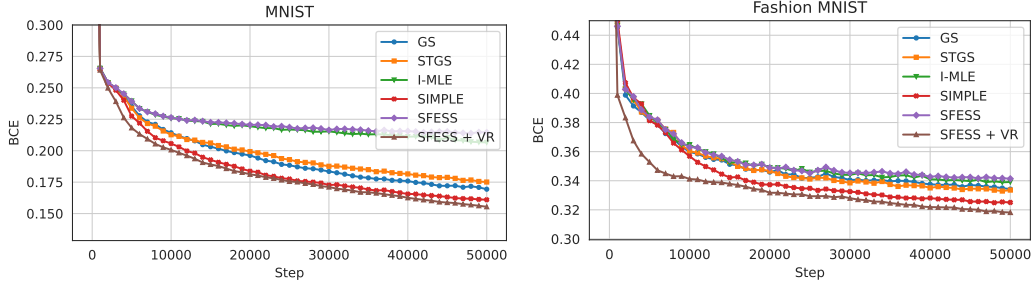 MNIST
BCE
0.300
0.275
0.250
0.225
0.200
0.175
0.150
GS
STGS
I-MLE
SIMPLE
SFESS
SFESS + VR
0 10000 20000 30000 40000 50000
Step
Fashion MNIST
BCE
0.44
0.42
0.40
0.38
0.36
0.34
0.32
0.30
GS
STGS
I-MLE
SIMPLE
SFESS
SFESS + VR
0 10000 20000 30000 40000 50000
Step